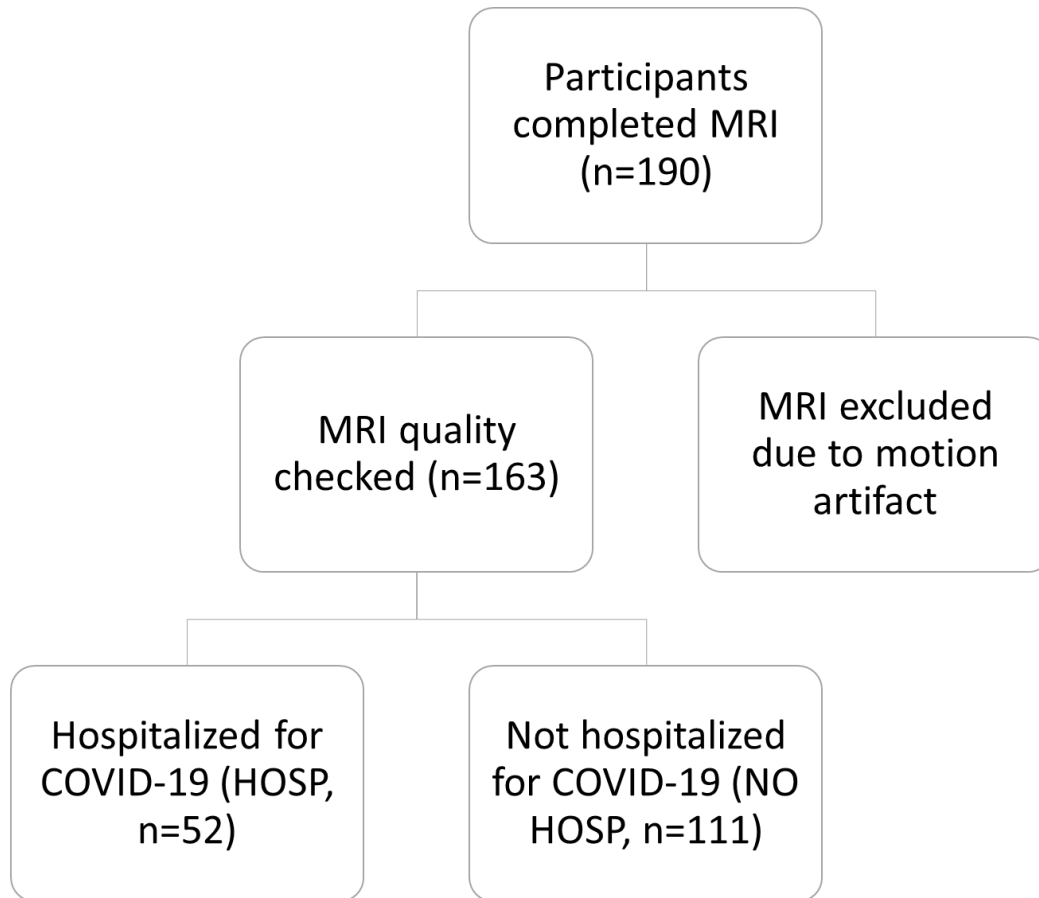 Participants
completed MRI
(n=190)
MRI quality
checked (n=163)
MRI excluded
due to motion
artifact
Hospitalized for
COVID-19 (HOSP,
n=52)
Not hospitalized
for COVID-19 (NO
HOSP, n=111)